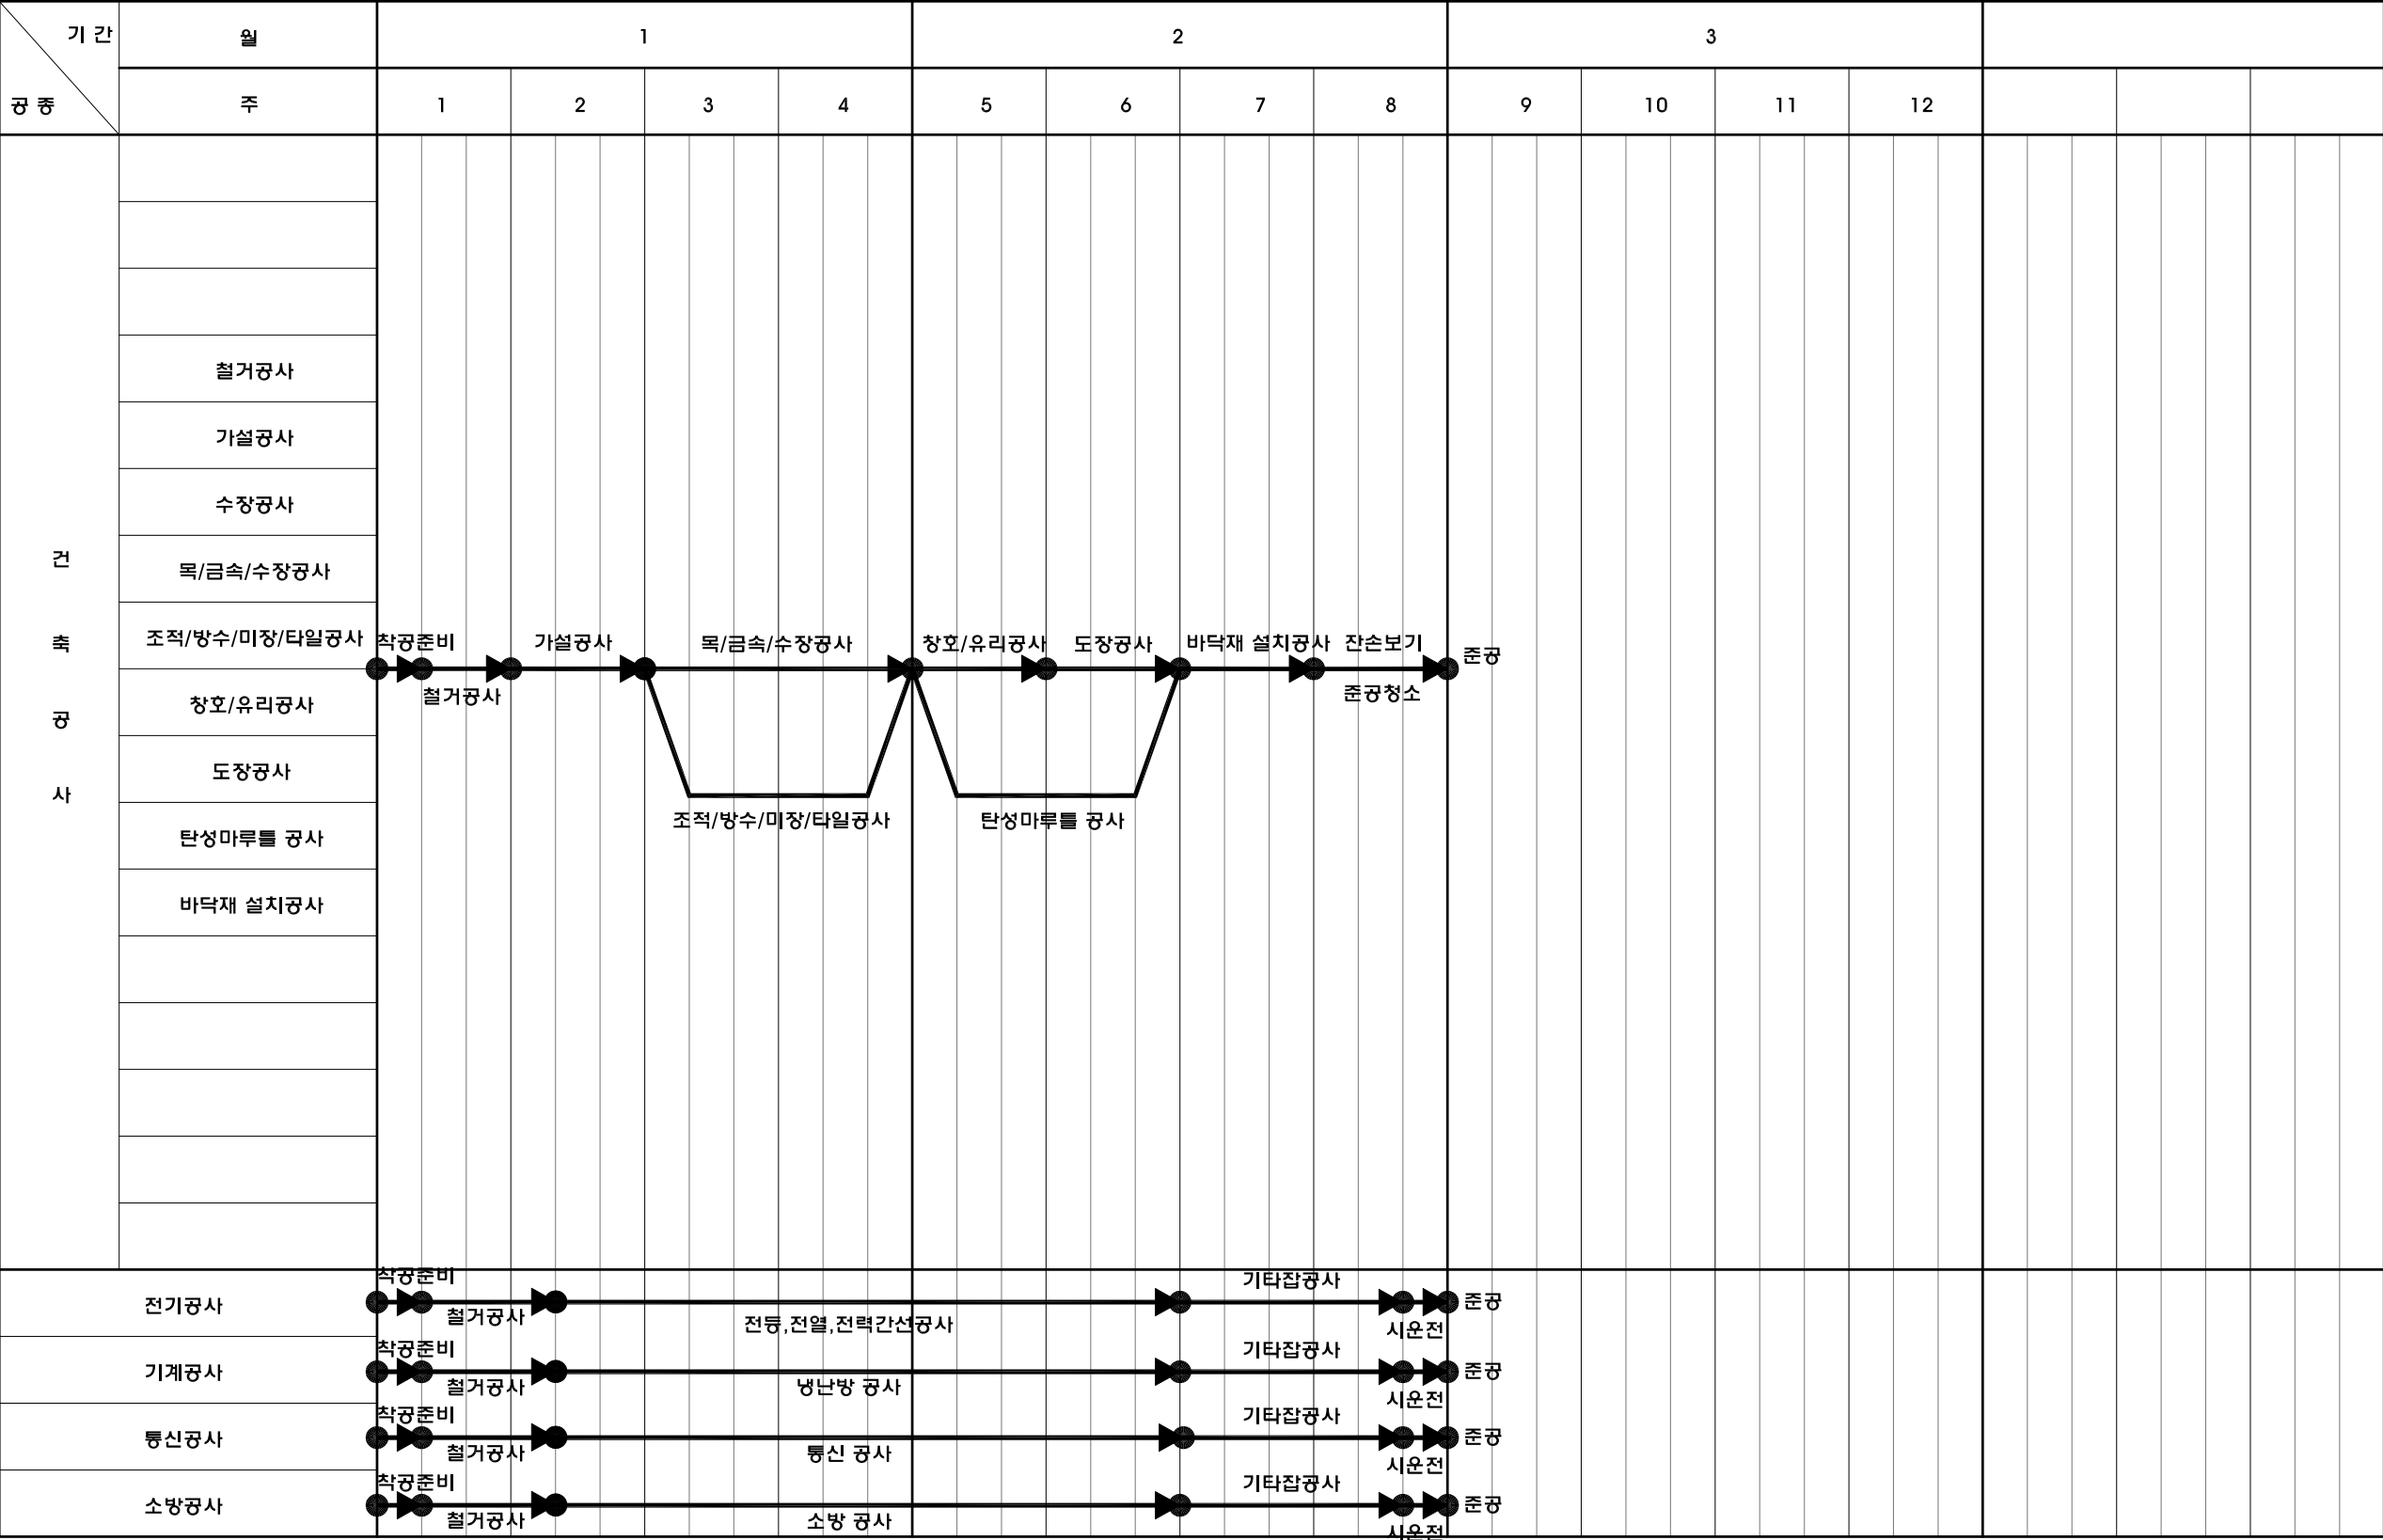 기 간
월
1
2
3
공 종
주
1
2
3
4
5
6
7
8
9
10
11
12
건
축
공
사
철거공사
가설공사
수장공사
목/금속/수장공사
조적/방수/미장/타일공사
창호/유리공사
도장공사
탄성마루틀 공사
바닥재 설치공사
착공준비
철거공사
가설공사
목/금속/수장공사
조적/방수/미장/타일공사
창호/유리공사
도장공사
탄성마루틀 공사
바닥재 설치공사
잔손보기
준공청소
준공
전기공사
착공준비
철거공사
전등,전열,전력간선공사
기타잡공사
시운전
준공
기계공사
착공준비
철거공사
냉난방 공사
기타잡공사
시운전
준공
통신공사
착공준비
철거공사
통신 공사
기타잡공사
시운전
준공
소방공사
착공준비
철거공사
소방 공사
기타잡공사
시운전
준공